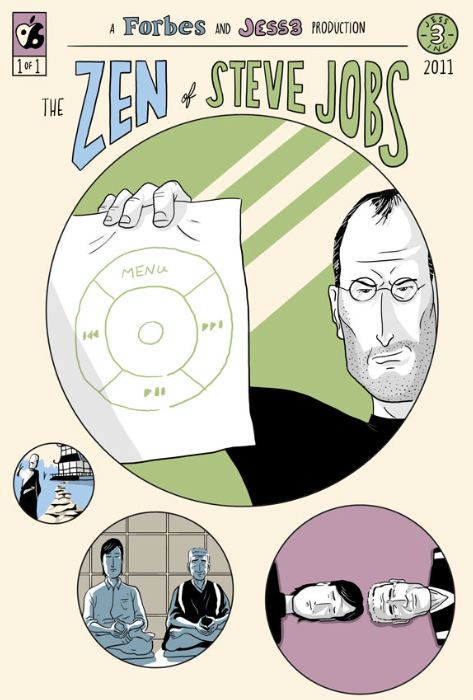 A Forbes AND JESS3 PRODUCTION
1 OF 1
JESS
3
INC.
2011
THE ZEN of STEVE JOBS
MENU